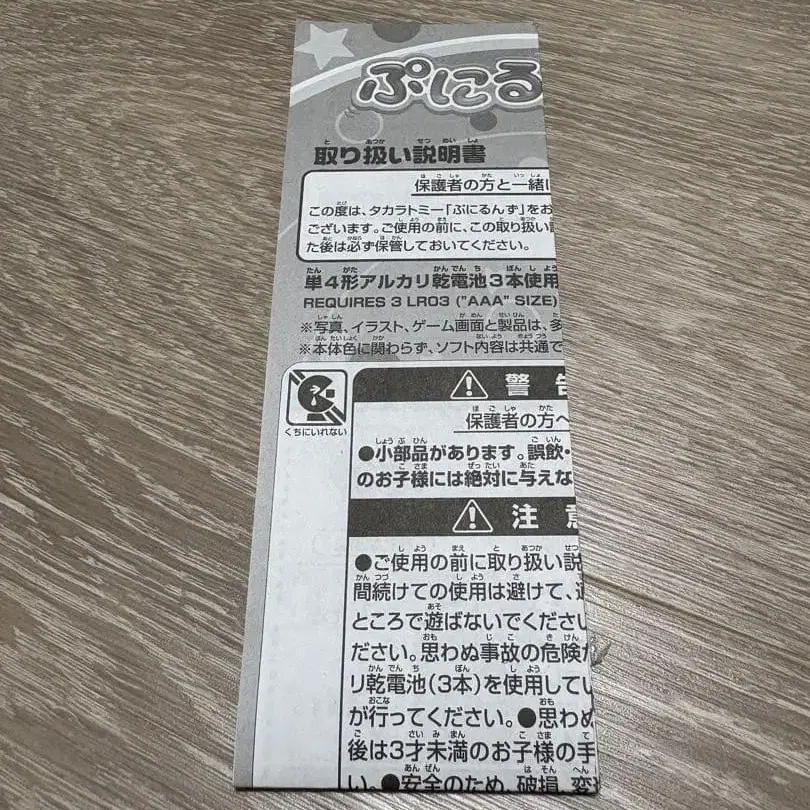 ぷにる
取り扱い説明書
保護者の方と一緒に
この度は、タカラトミー「ぷにるんず」をお
ございます。ご使用の前に、この取り扱い
た後は必ず保管しておいてください。
単4形アルカリ乾電池3本使用
REQUIRES 3 LR03 ("AAA" SIZE)
※写真、イラスト、ゲーム画面と製品は、多
※本体色に関わらず、ソフト内容は共通で
くちにいれない
警告
保護者の方へ
●小部品があります。誤飲・
のお子様には絶対に与えな
注意
●ご使用の前に取り扱い説
間続けての使用は避けて、
ところで遊ばないでくださ
ださい。思わぬ事故の危険
リ乾電池(3本)を使用して
が行ってください。●思わぬ
後は3才未満のお子様の手
い。●安全のため、破損、変